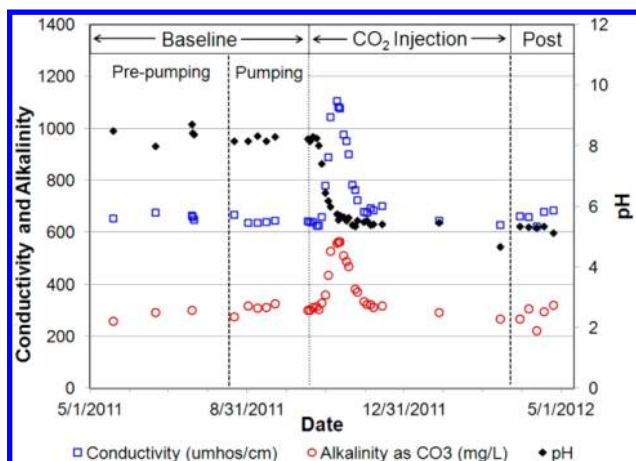 Baseline
CO2 Injection
Post
Pre-pumping
Pumping
Conductivity and Alkalinity
1400
1200
1000
800
600
400
200
0
12
10
8
6
4
2
0
pH
5/1/2011
8/31/2011
12/31/2011
5/1/2012
Date
Conductivity (umhos/cm)
Alkalinity as CO3 (mg/L)
pH